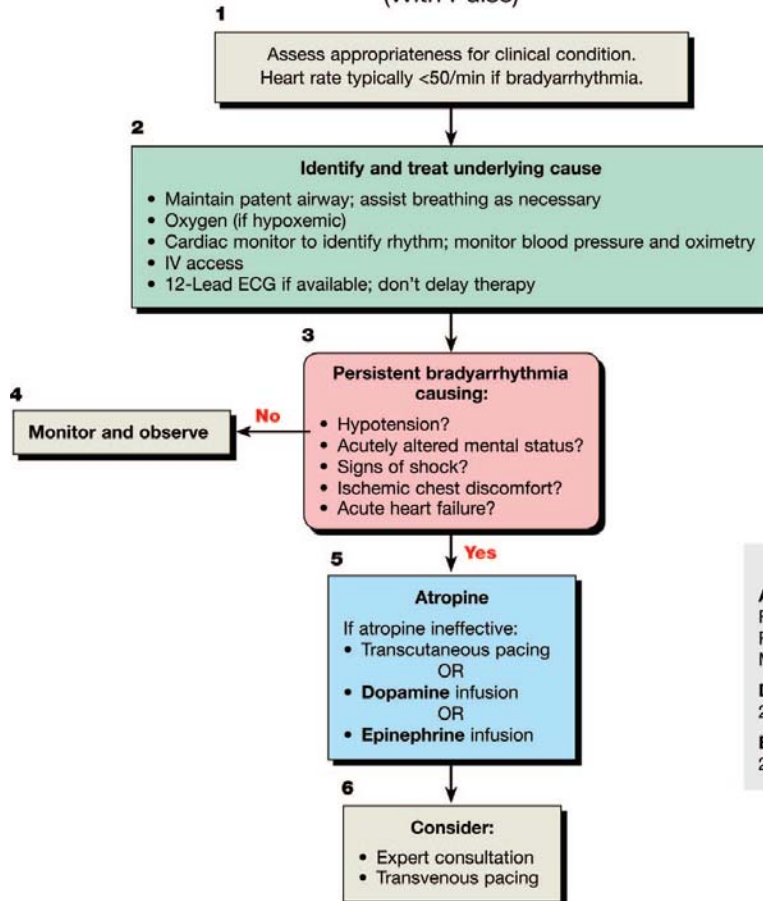 (With Pulse)
1
Assess appropriateness for clinical condition.
Heart rate typically <50/min if bradyarrhythmia.
2
Identify and treat underlying cause
• Maintain patent airway; assist breathing as necessary
• Oxygen (if hypoxemic)
• Cardiac monitor to identify rhythm; monitor blood pressure and oximetry
• IV access
• 12-Lead ECG if available; don't delay therapy
3
Persistent bradyarrhythmia
causing:
• Hypotension?
• Acutely altered mental status?
• Signs of shock?
• Ischemic chest discomfort?
• Acute heart failure?
4
No
Monitor and observe
Yes
5
Atropine
If atropine ineffective:
• Transcutaneous pacing
OR
• Dopamine infusion
OR
• Epinephrine infusion
6
Consider:
• Expert consultation
• Transvenous pacing